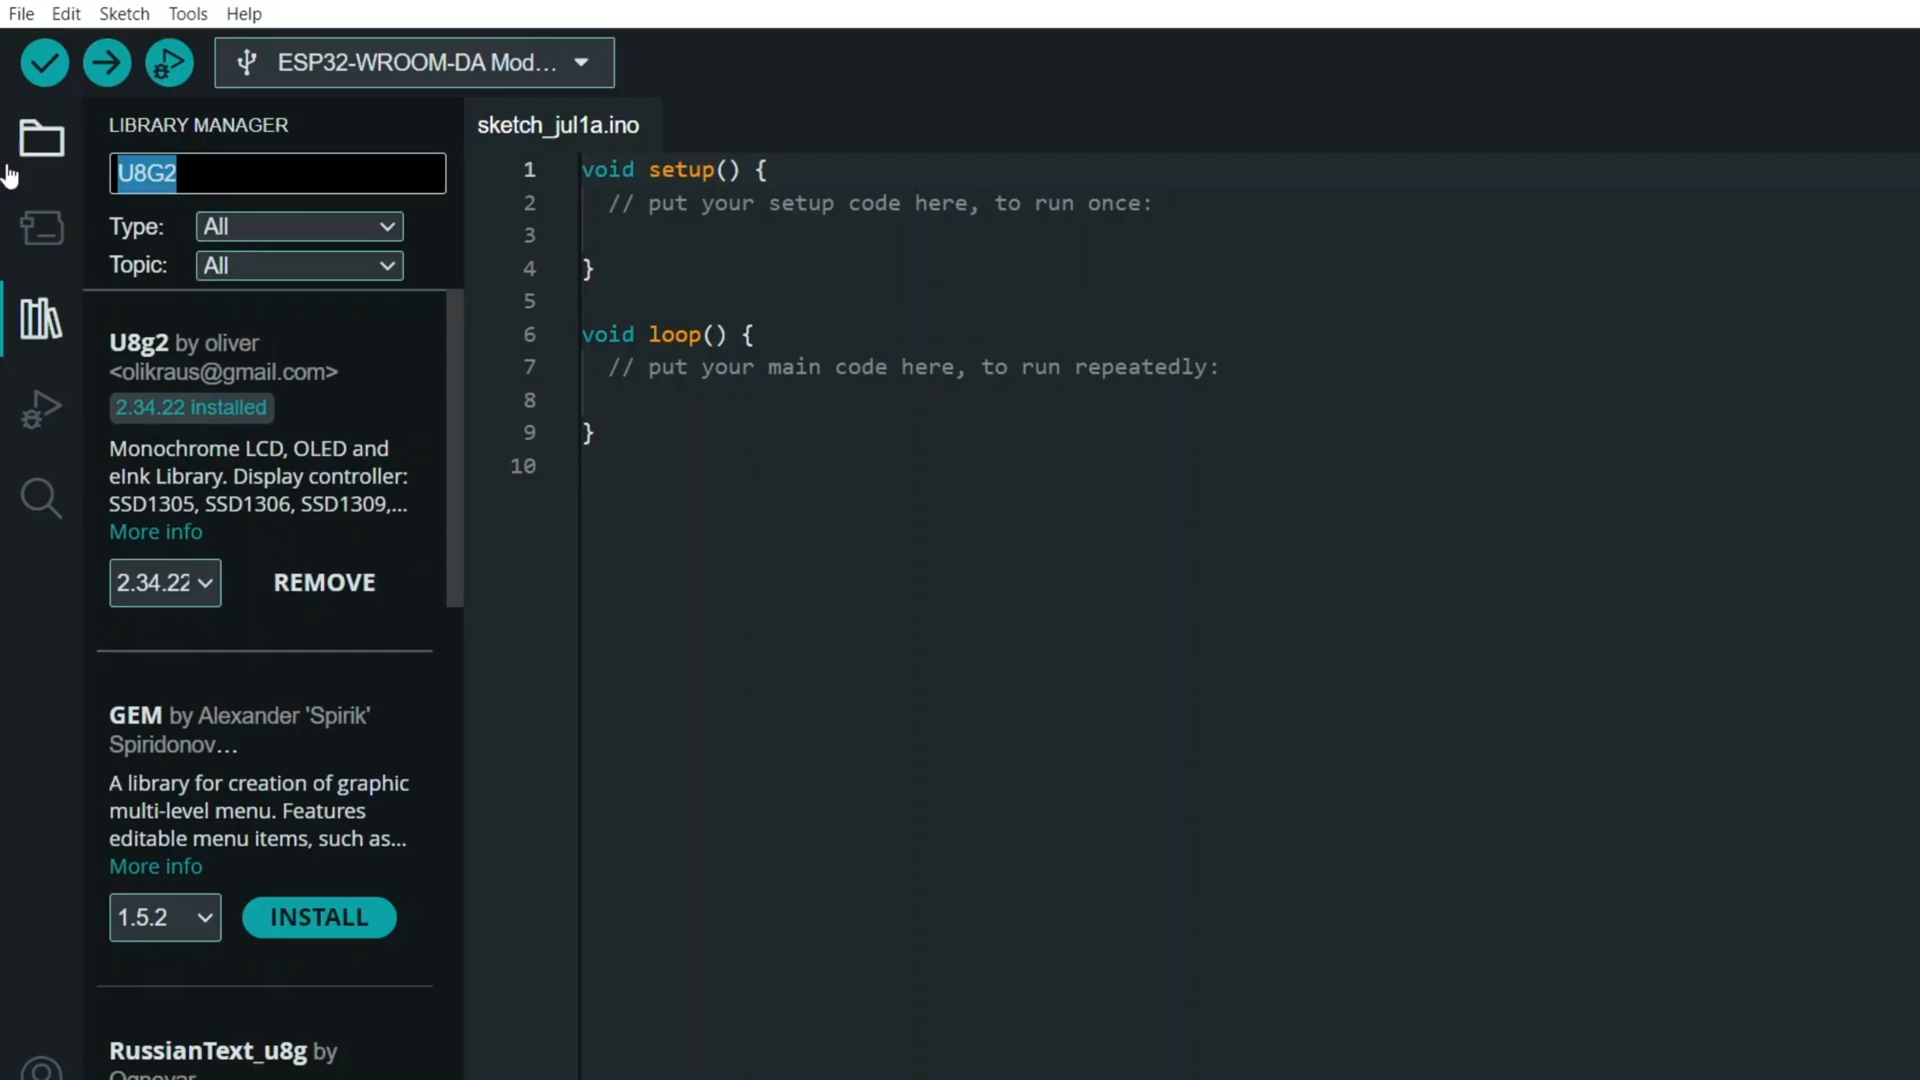 File Edit Sketch Tools Help
ESP32-WROOM-DA Mod...
LIBRARY MANAGER
U8G2
Type: All
Topic: All
U8g2 by oliver
<olikraus@gmail.com>
2.34.22 installed
Monochrome LCD, OLED and
eInk Library. Display controller:
SSD1305, SSD1306, SSD1309,...
More info
2.34.22 REMOVE
GEM by Alexander 'Spirik'
Spiridonov...
A library for creation of graphic
multi-level menu. Features
editable menu items, such as...
More info
1.5.2 INSTALL
RussianText_u8g by
sketch_jul1a.ino
1 void setup() {
2 // put your setup code here, to run once:
3
4 }
5
6 void loop() {
7 // put your main code here, to run repeatedly:
8
9 }
10